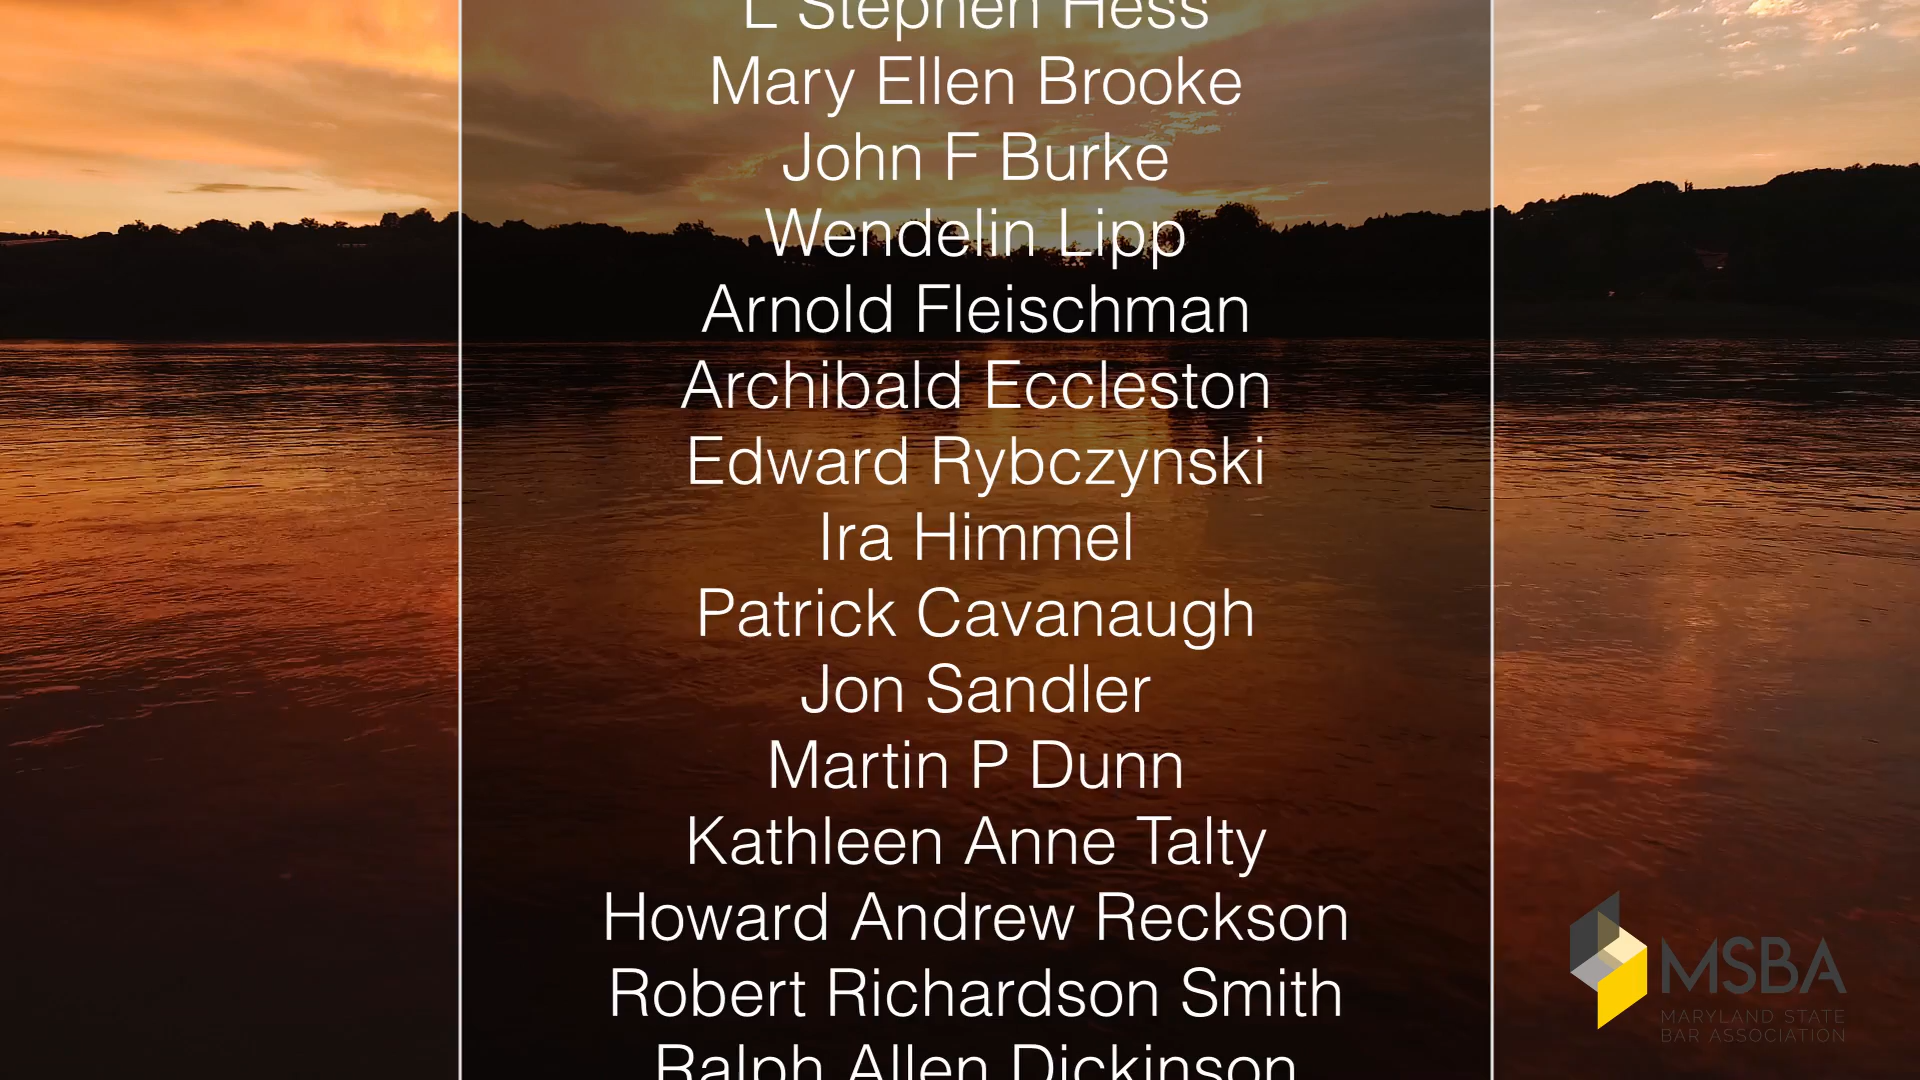 L Stephen Hess
Mary Ellen Brooke
John F Burke
Wendelin Lipp
Arnold Fleischman
Archibald Eccleston
Edward Rybczynski
Ira Himmel
Patrick Cavanaugh
Jon Sandler
Martin P Dunn
Kathleen Anne Talty
Howard Andrew Reckson
Robert Richardson Smith
Ralph Allen Dickinson
MSBA
MARYLAND STATE
BAR ASSOCIATION